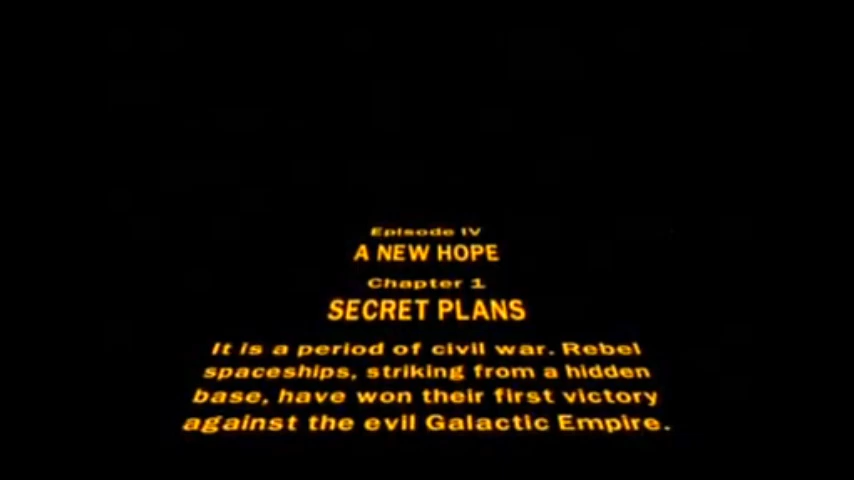 Episode IV
A NEW HOPE
Chapter 1
SECRET PLANS
It is a period of civil war. Rebel
spaceships, striking from a hidden
base, have won their first victory
against the evil Galactic Empire.